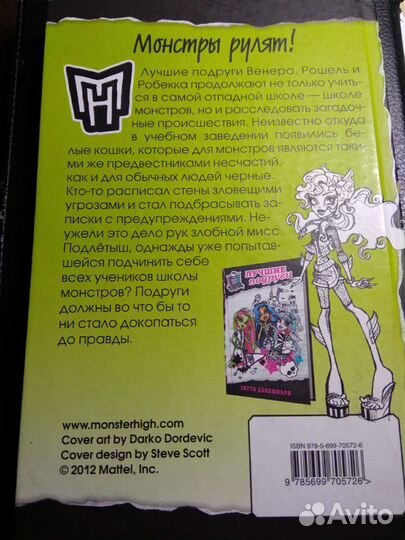 Монстры рулят!
Лучшие подруги Венера, Рошель и
Робекка продолжают не только учить-
ся в самой отпадной школе — школе
монстров, но и расследовать загадоч-
ные происшествия. Неизвестно откуда
в учебном заведении появились бе-
лые кошки, которые для монстров являются таки-
ми же предвестниками несчастий,
как и для обычных людей черные.
Кто-то расписал стены зловещими
угрозами и стал подбрасывать за-
писки с предупреждениями. Не-
ужели это дело рук злобной мисс
Подлётыш, однажды уже попытав-
шейся подчинить себе
всех учеников школы
монстров? Подруги
должны во что бы то
ни стало докопаться
до правды.
ЛУЧШИЕ
подруги
ГИТТИ ДАНЕШВАРИ
www.monsterhigh.com
Cover art by Darko Dordevic
Cover design by Steve Scott
© 2012 Mattel, Inc.
ISBN 978-5-699-70572-6
9 785699 705726 >
Avito